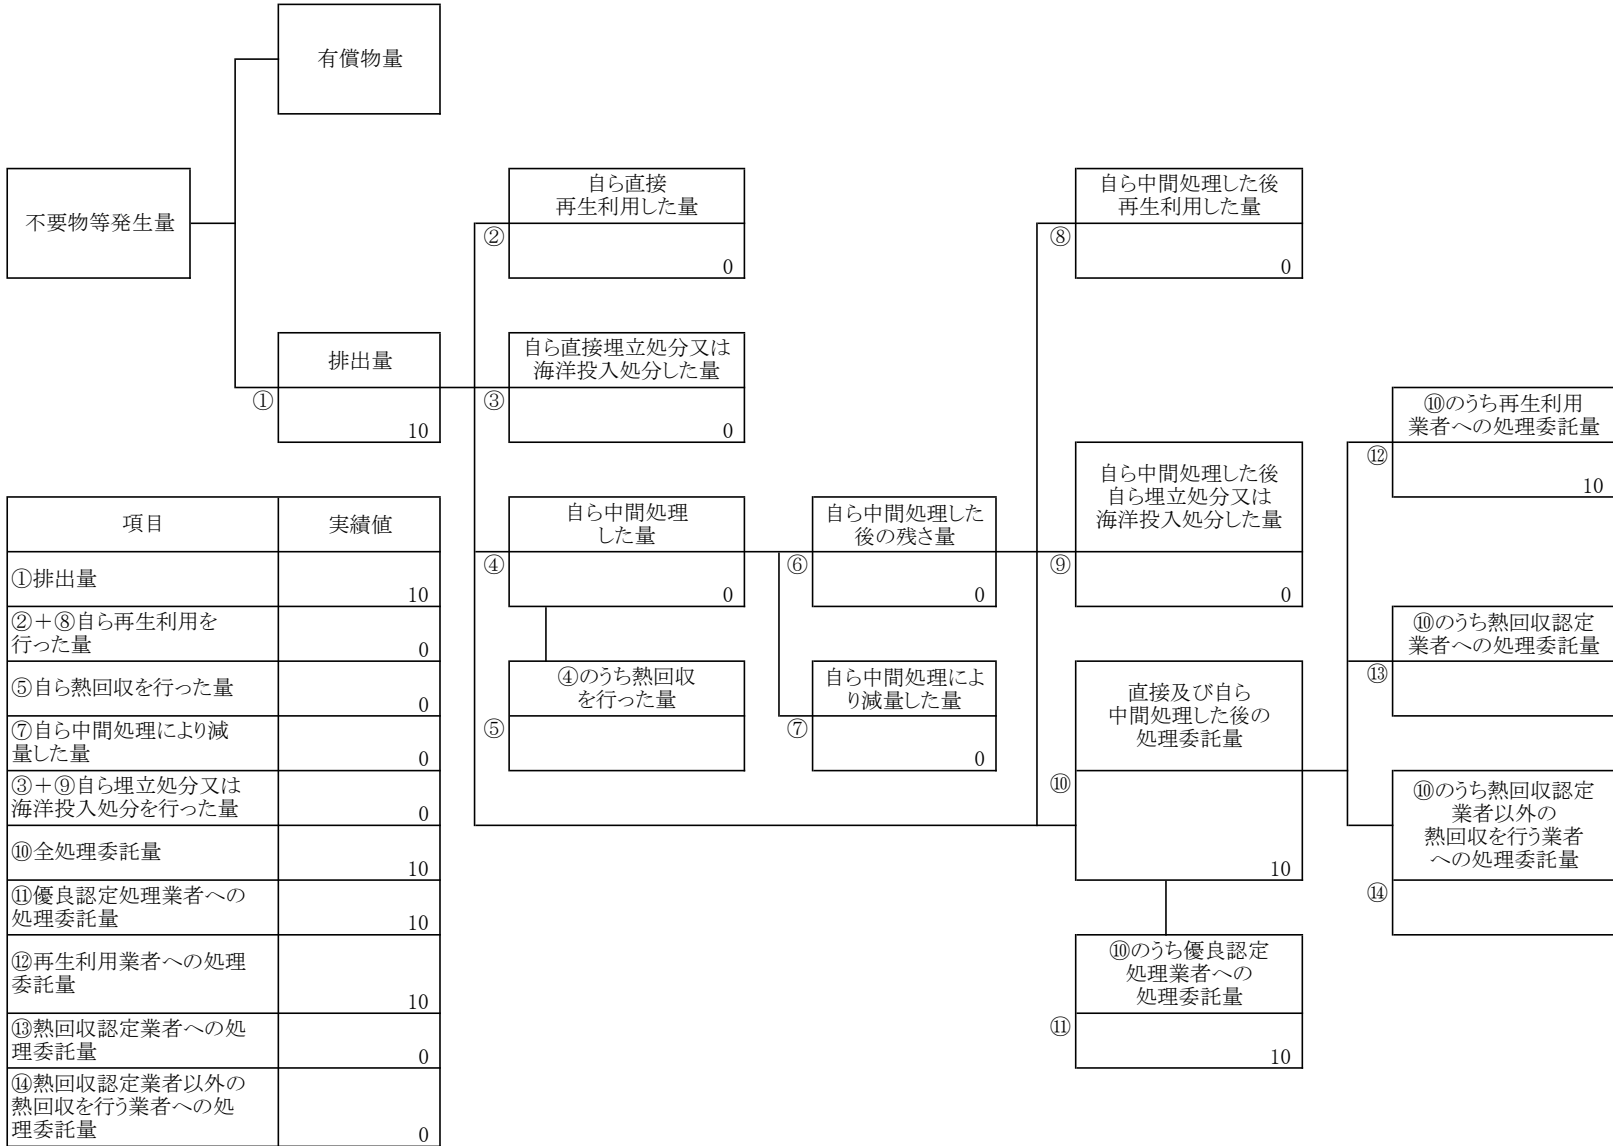 有償物量
不要物等発生量
排出量
①
10
自ら直接
再生利用した量
②
0
自ら直接埋立処分又は
海洋投入処分した量
③
0
自ら中間処理
した量
④
0
④のうち熱回収
を行った量
⑤
自ら中間処理した
後の残さ量
⑥
0
自ら中間処理によ
り減量した量
⑦
0
自ら中間処理した後
再生利用した量
⑧
0
自ら中間処理した後
自ら埋立処分又は
海洋投入処分した量
⑨
0
直接及び自ら
中間処理した後の
処理委託量
⑩
10
⑩のうち優良認定
処理業者への
処理委託量
⑪
10
⑩のうち再生利用
業者への処理委託量
⑫
10
⑩のうち熱回収認定
業者への処理委託量
⑬
⑩のうち熱回収認定
業者以外の
熱回収を行う業者
への処理委託量
⑭
項目 実績値
①排出量
10
②+⑧自ら再生利用を
行った量
0
⑤自ら熱回収を行った量
0
⑦自ら中間処理により減
量した量
0
③+⑨自ら埋立処分又は
海洋投入処分を行った量
0
⑩全処理委託量
10
⑪優良認定処理業者への
処理委託量
10
⑫再生利用業者への処理
委託量
10
⑬熱回収認定業者への処
理委託量
0
⑭熱回収認定業者以外の
熱回収を行う業者への処
理委託量
0